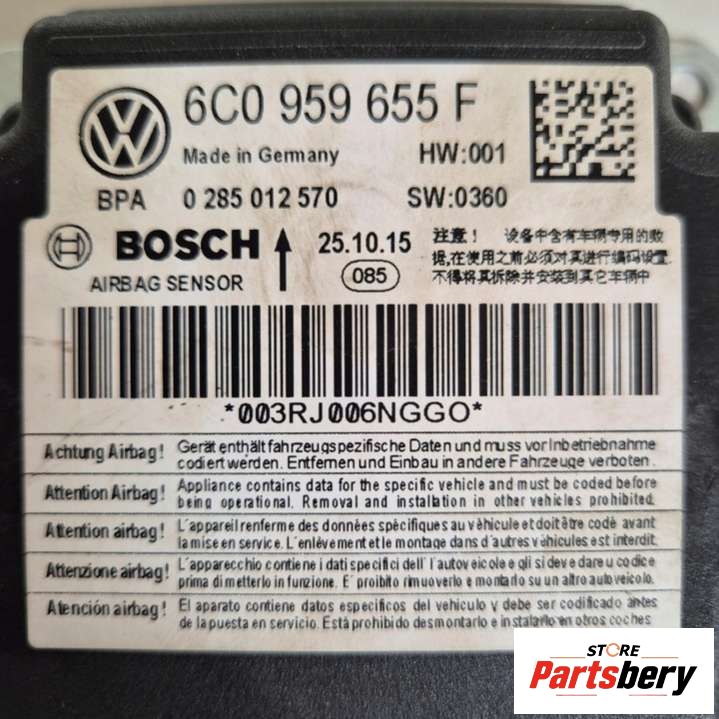 6C0 959 655 F
Made in Germany HW:001
BPA 0 285 012 570 SW:0360
BOSCH 25.10.15
AIRBAG SENSOR 085
注意！ 设备中含有车辆专用的数
据,在使用之前必须对其进行编码设置.
不得将其拆除并安装到其它车辆中
*003RJ006NGGO*
Achtung Airbag! Gerät enthält fahrzeugspezifische Daten und muss vor Inbetriebnahme
codiert werden. Entfernen und Einbau in andere Fahrzeuge verboten.
Attention Airbag! Appliance contains data for the specific vehicle and must be coded before
being operational. Removal and installation in other vehicles prohibited.
Attention airbag! L'appareil renferme des données spécifiques au véhicule et doit être codé avant
la mise en service. L'enlèvement et le montage dans d'autres véhicules est interdit.
Attenzione airbag! L'apparecchio contiene i dati specifici dell'autoveicolo e gli si deve dare u codice
prima di metterlo in funzione. E' proibito rimuoverlo e montarlo su un altro autoveicolo.
Atención airbag! El aparato contiene datos especificos del vehiculo y debe ser codificado antes
de la puesta en servicio. Está prohibido desmontarlo e instalarlo en otros coches
STORE
Partsbery